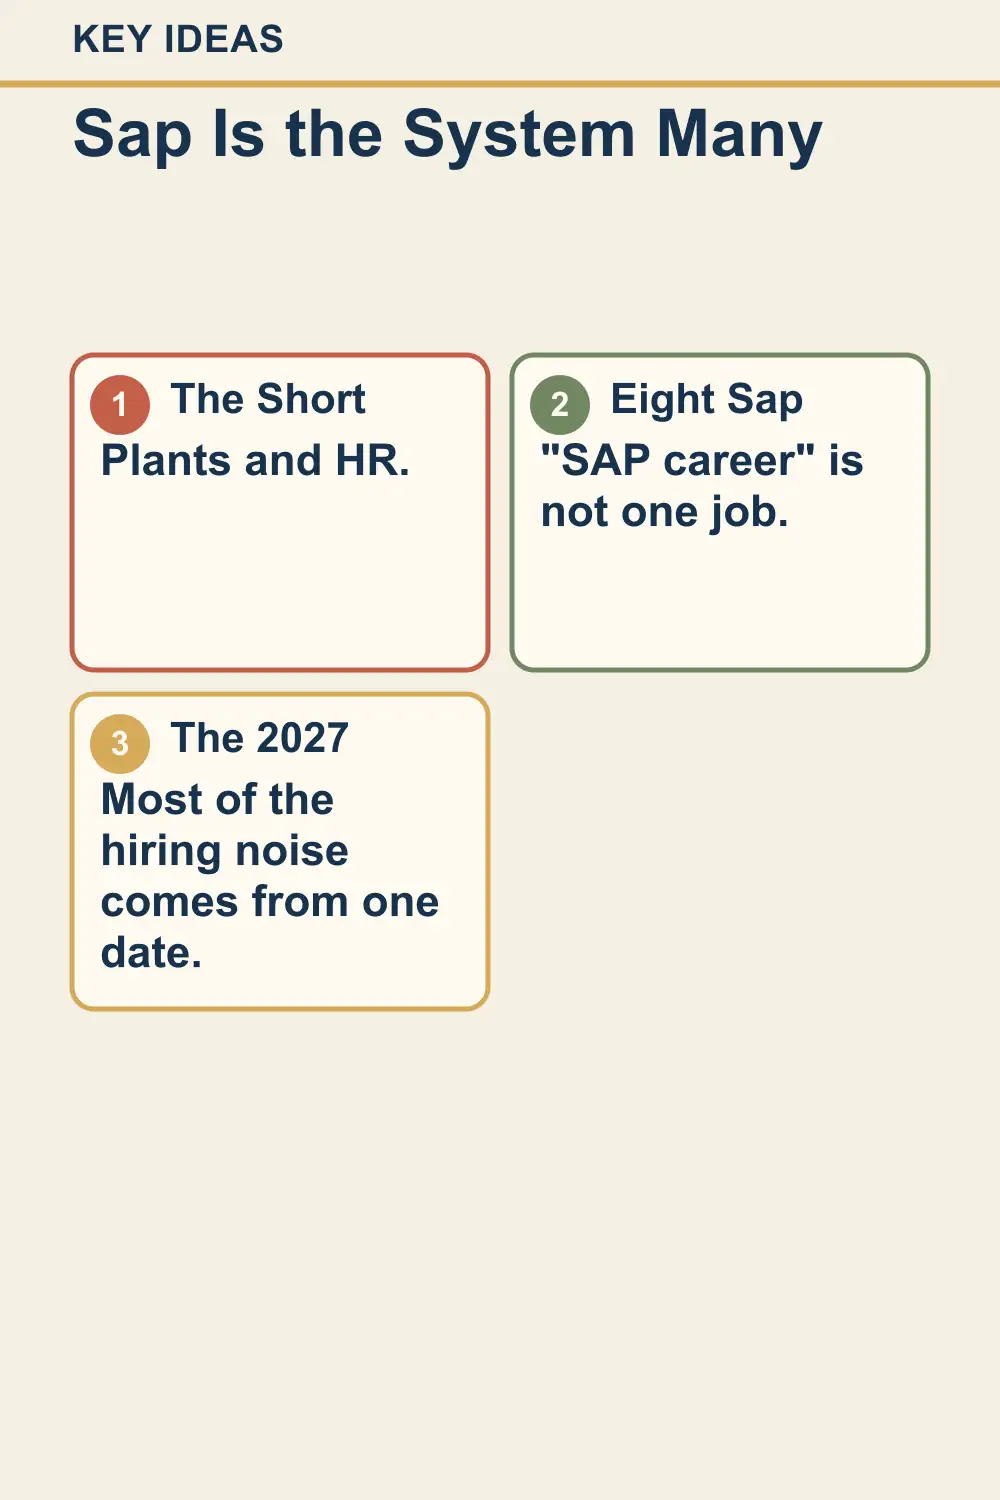 KEY IDEAS
Sap Is the System Many
1 The Short
Plants and HR.
2 Eight Sap
"SAP career" is
not one job.
3 The 2027
Most of the
hiring noise
comes from one
date.